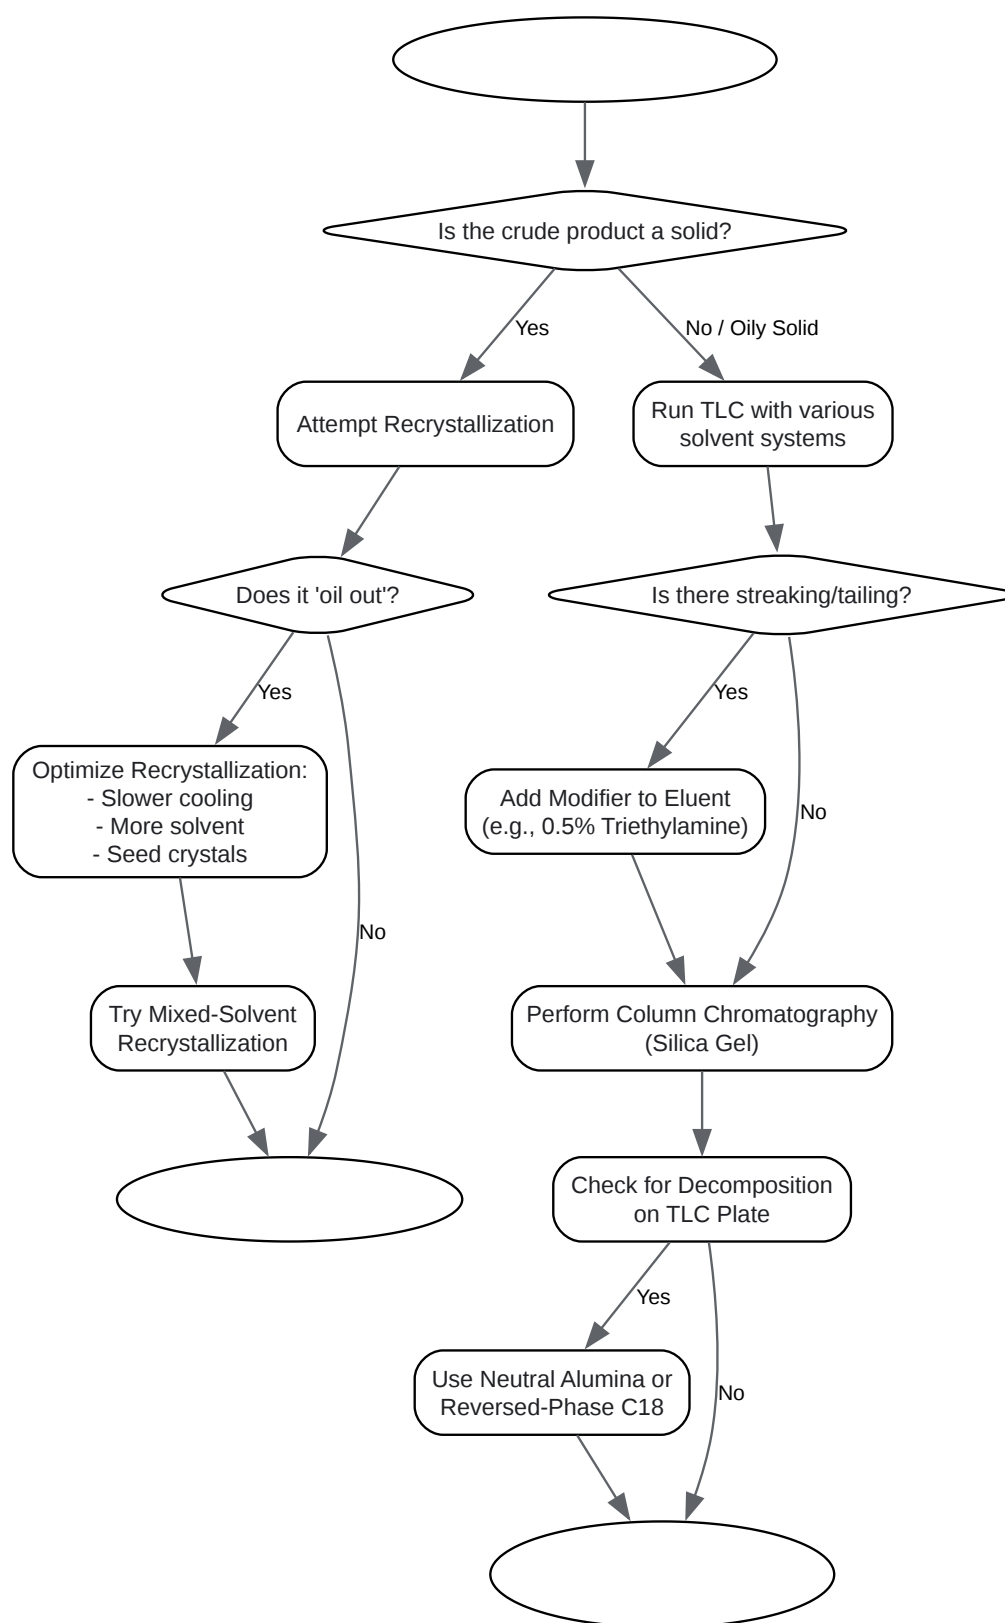 Is the crude product a solid?
Yes
No / Oily Solid
Attempt Recrystallization
Run TLC with various
solvent systems
Does it 'oil out'?
Is there streaking/tailing?
Yes
Yes
Optimize Recrystallization:
- Slower cooling
- More solvent
- Seed crystals
Add Modifier to Eluent
(e.g., 0.5% Triethylamine)
No
No
Try Mixed-Solvent
Recrystallization
Perform Column Chromatography
(Silica Gel)
Check for Decomposition
on TLC Plate
Yes
Use Neutral Alumina or
Reversed-Phase C18
No